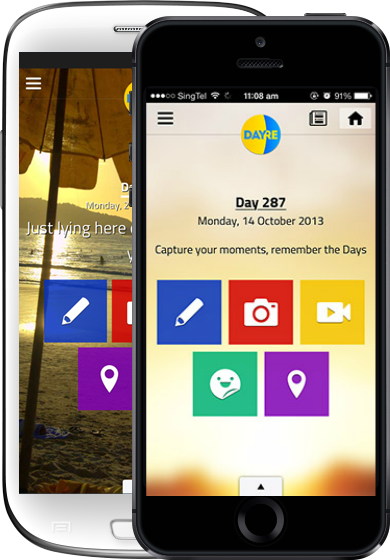 SingTel 11:08 am 91%
DAYRE
Day 287
Monday, 14 October 2013
Capture your moments, remember the Days
Monday, 2
Just lying here